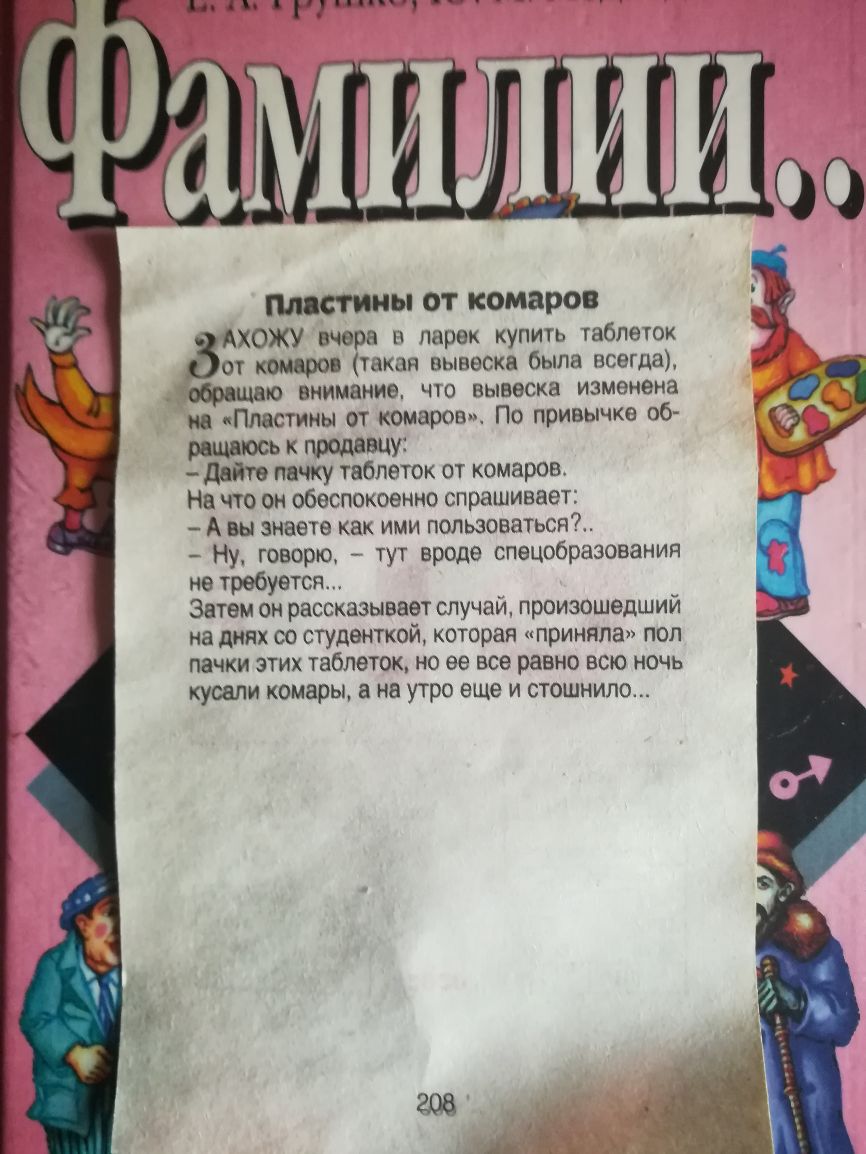 Фамилии..
Пластины от комаров
ЗАХОЖУ вчера в ларек купить таблеток
от комаров (такая вывеска была всегда),
обращаю внимание, что вывеска изменена
на «Пластины от комаров». По привычке об-
ращаюсь к продавцу:
– Дайте пачку таблеток от комаров.
На что он обеспокоенно спрашивает:
– А вы знаете как ими пользоваться?..
– Ну, говорю, – тут вроде спецобразования
не требуется...
Затем он рассказывает случай, произошедший
на днях со студенткой, которая «приняла» пол
пачки этих таблеток, но ее все равно всю ночь
кусали комары, а на утро еще и стошнило...
208